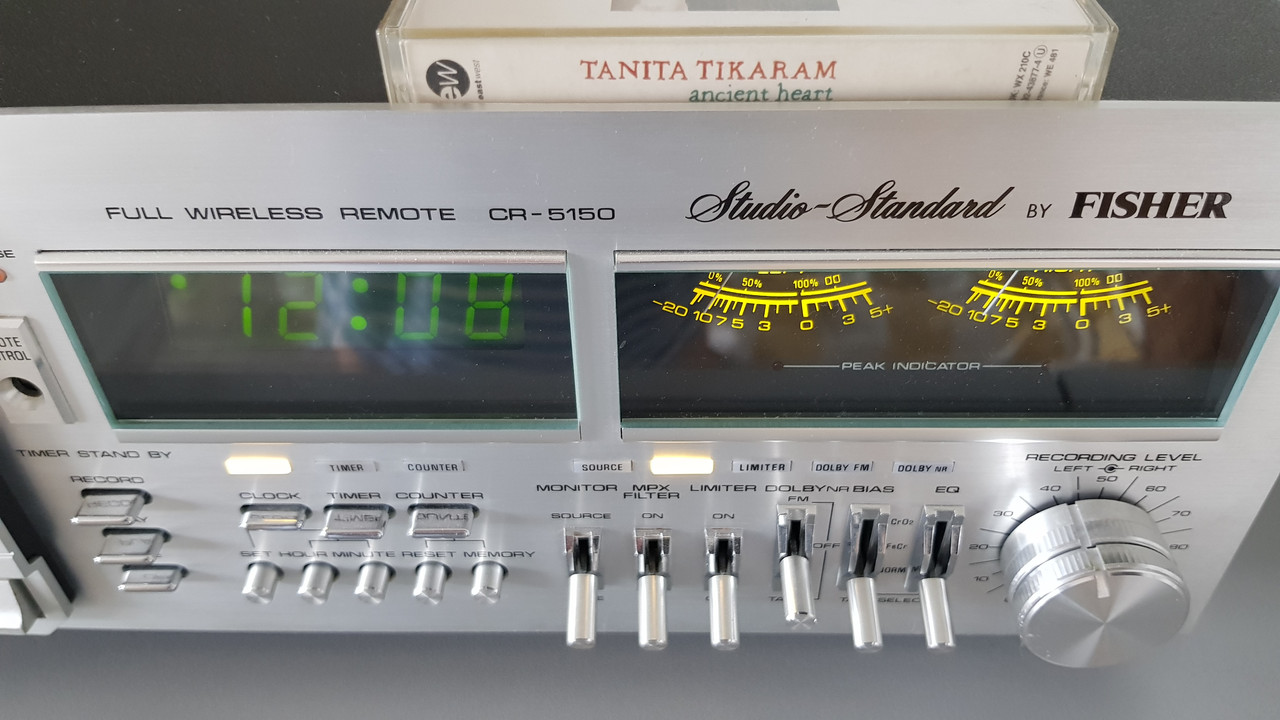 ew
eastwest
TANITA TIKARAM
ancient heart
WX 210C
FULL WIRELESS REMOTE CR-5150
Studio-Standard BY FISHER
12:08
0% 50% 100%
-20 10 7 5 3 0 3 5+
0% 50% 100%
-20 10 7 5 3 0 3 5+
PEAK INDICATOR
TIMER STAND BY
RECORD
TIMER COUNTER
SOURCE LIMITER DOLBY FM DOLBY NR
CLOCK TIMER COUNTER
SET HOUR MINUTE RESET MEMORY
MONITOR MPX FILTER LIMITER DOLBY NR BIAS EQ
SOURCE ON ON FM
OFF
CrO₂
FeCr
RECORDING LEVEL
LEFT RIGHT
10 20 30 40 50 60 70 80